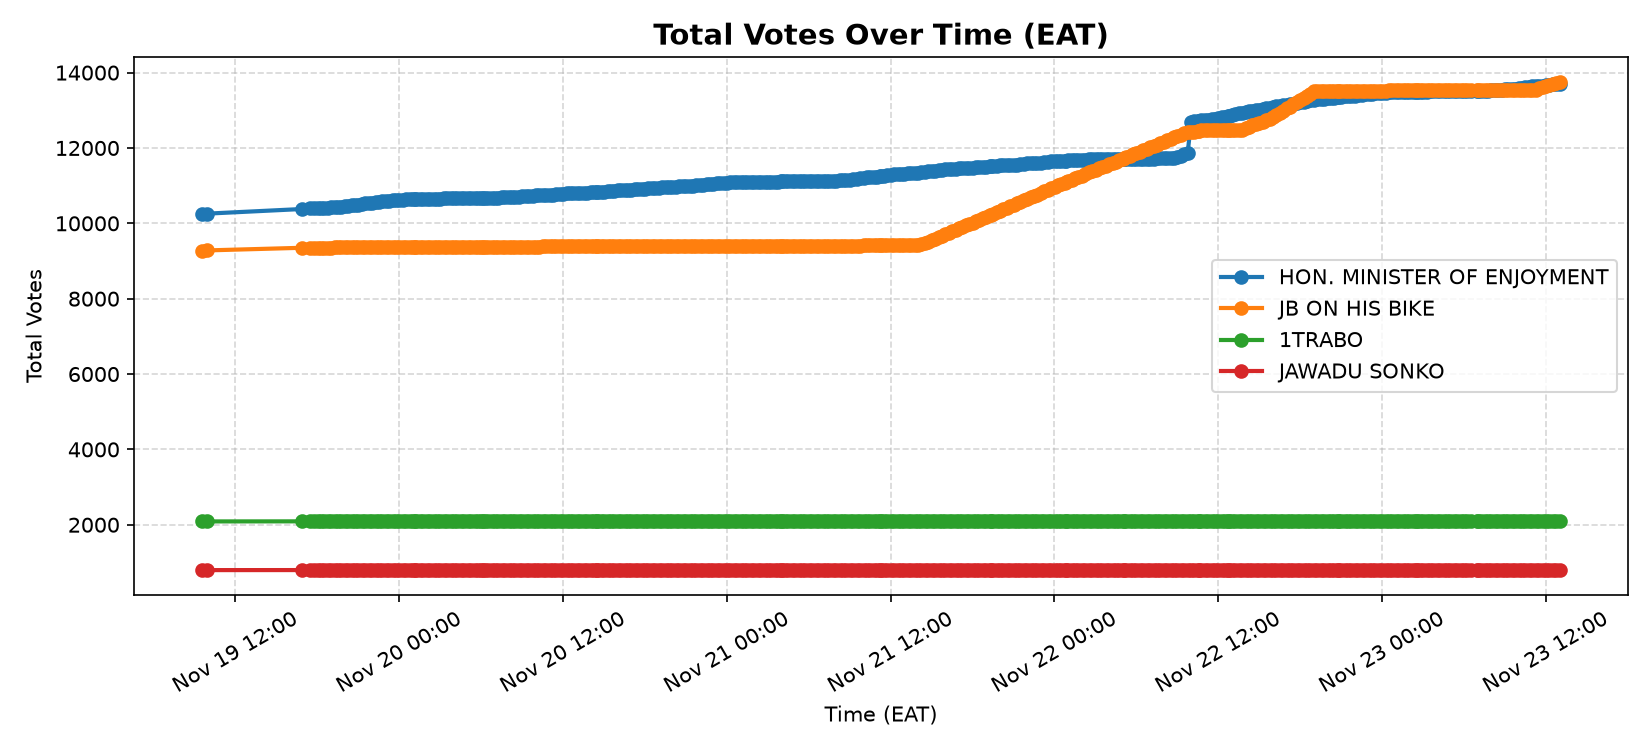 Total Votes Over Time (EAT)
Total Votes
14000
12000
10000
8000
6000
4000
2000
HON. MINISTER OF ENJOYMENT
JB ON HIS BIKE
1TRABO
JAWADU SONKO
Nov 19 12:00
Nov 20 00:00
Nov 20 12:00
Nov 21 00:00
Nov 21 12:00
Nov 22 00:00
Nov 22 12:00
Nov 23 00:00
Nov 23 12:00
Time (EAT)